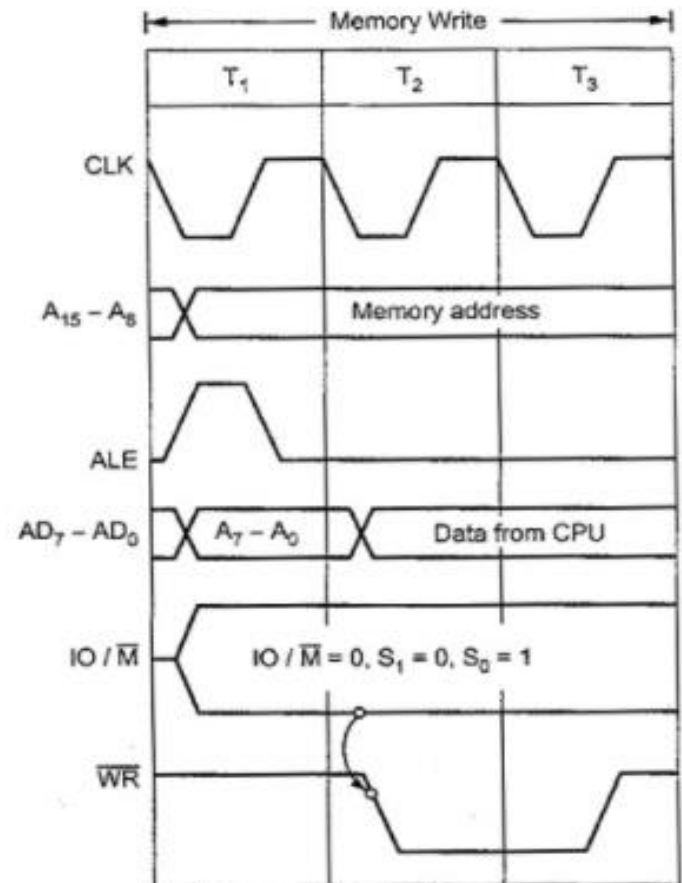 Memory Write
T₁ T₂ T₃
CLK
A₁₅ – A₈ Memory address
ALE
AD₇ – AD₀ A₇ – A₀ Data from CPU
IO / M̅ IO / M̅ = 0, S₁ = 0, S₀ = 1
W̅R̅